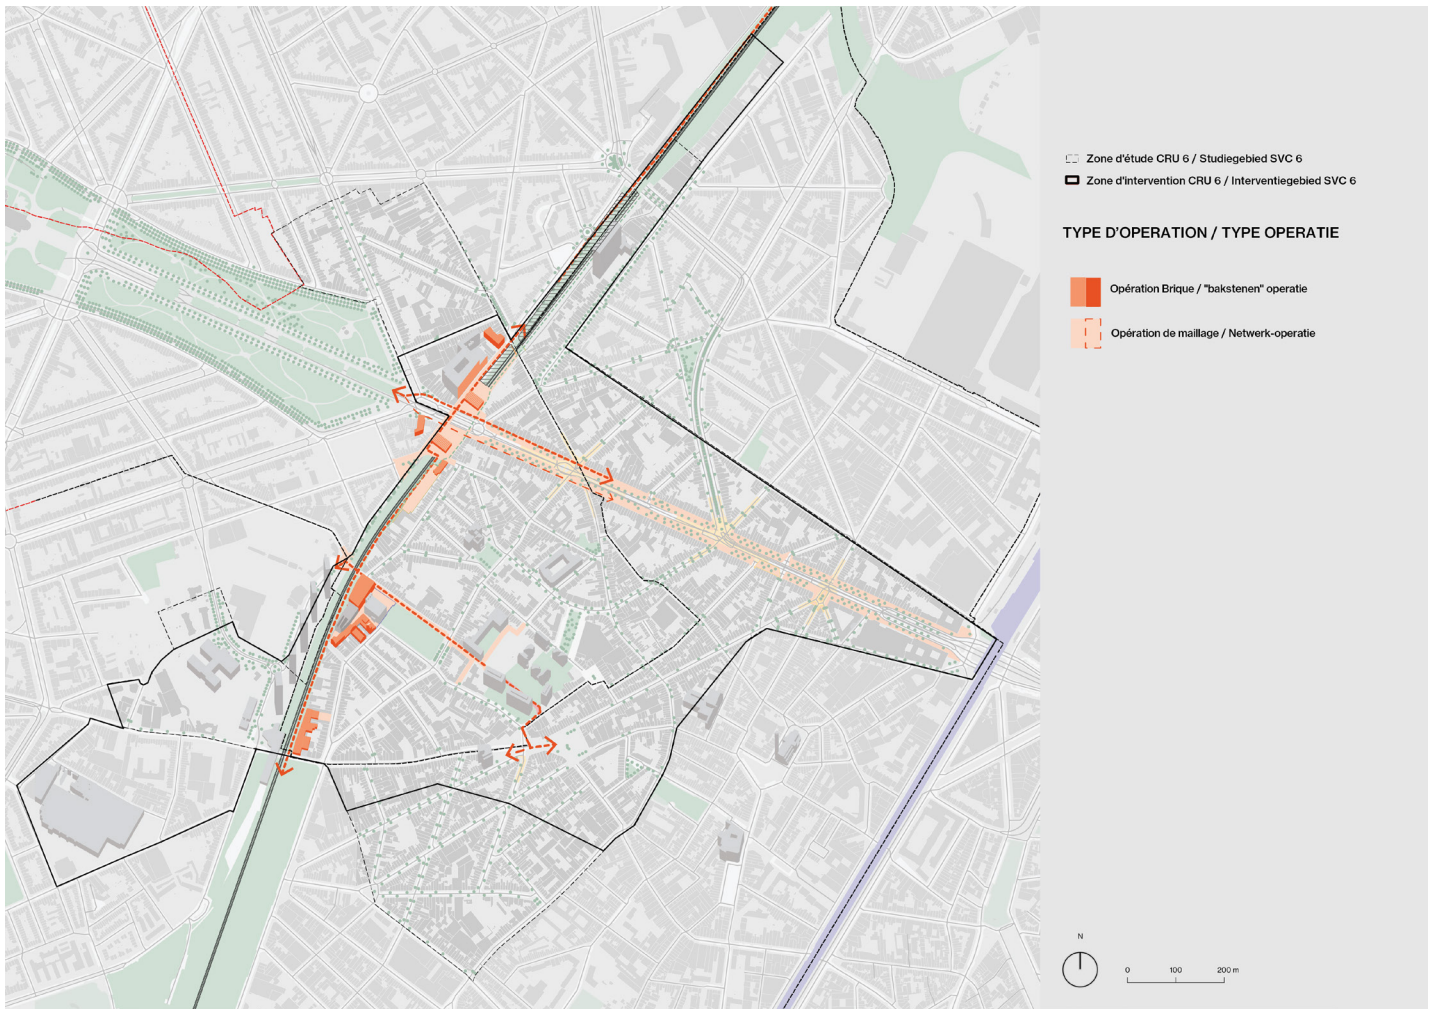 Zone d'étude CRU 6 / Studiegebied SVC 6
Zone d'intervention CRU 6 / Interventiegebied SVC 6
TYPE D'OPERATION / TYPE OPERATIE
Opération Brique / "bakstenen" operatie
Opération de maillage / Netwerk-operatie
N
0 100 200 m